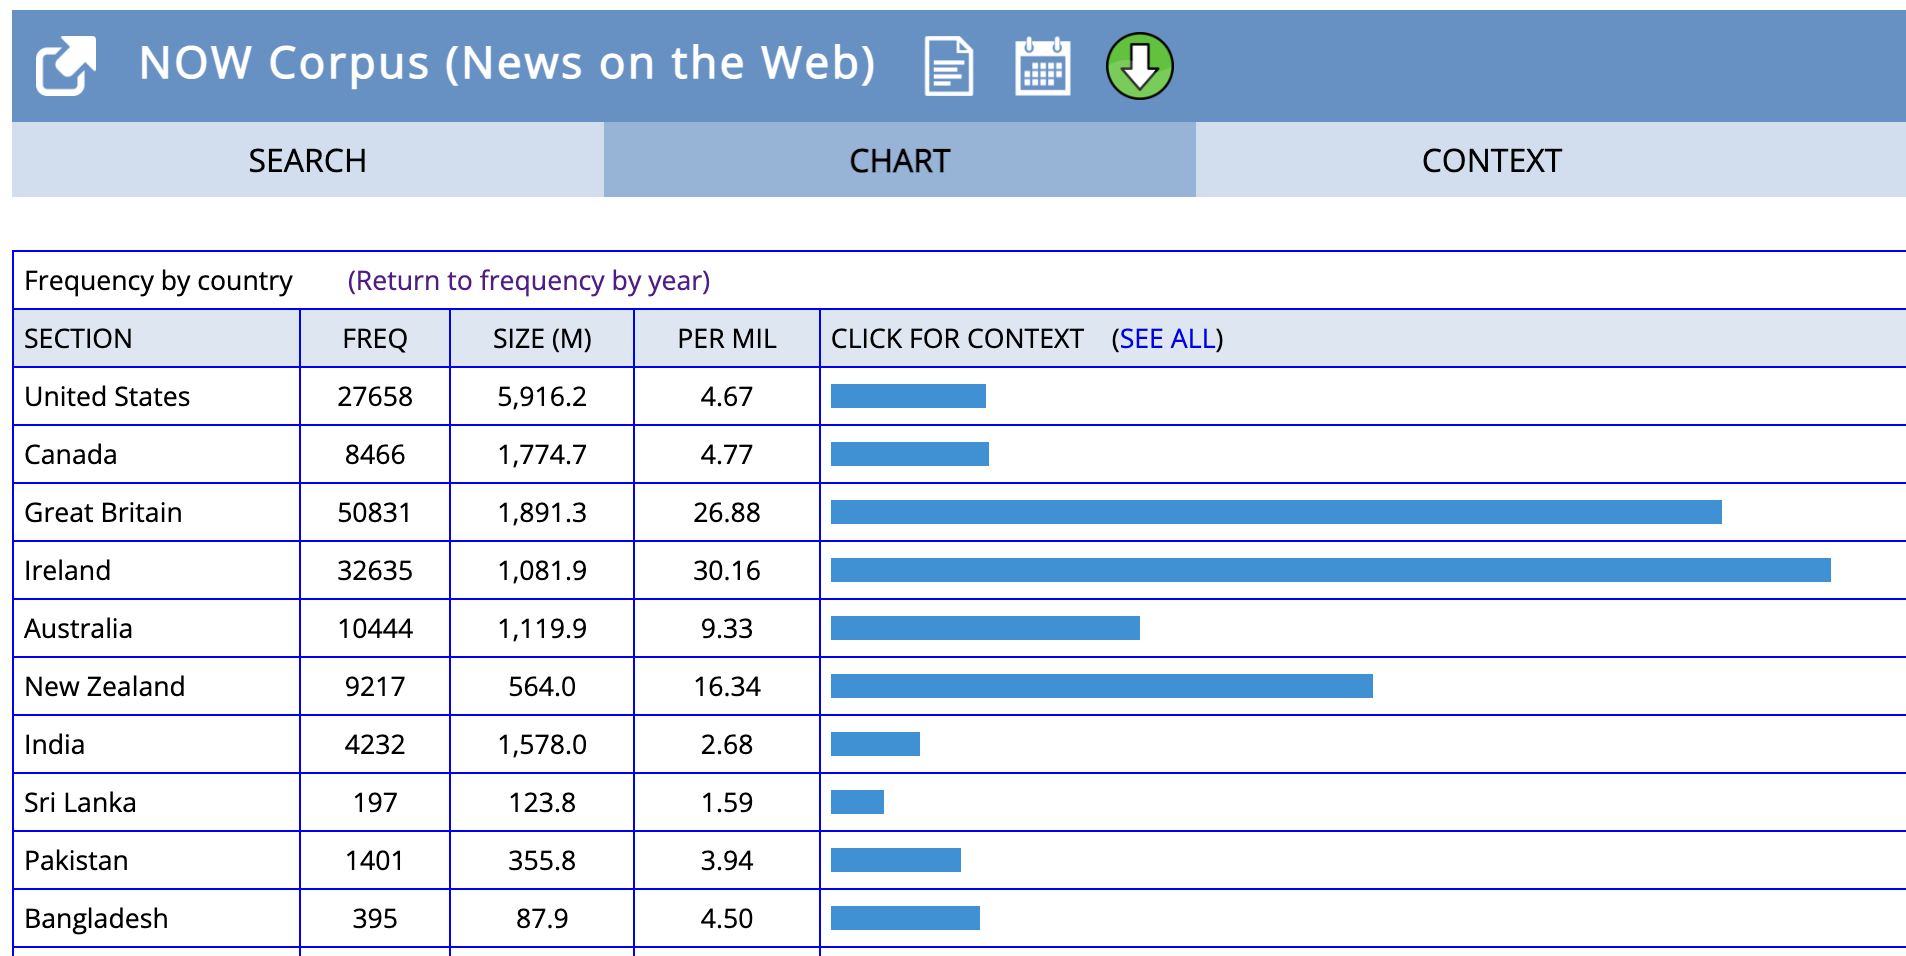 NOW Corpus (News on the Web)
SEARCH CHART CONTEXT
Frequency by country (Return to frequency by year)
SECTION FREQ SIZE (M) PER MIL CLICK FOR CONTEXT (SEE ALL)
United States 27658 5,916.2 4.67
Canada 8466 1,774.7 4.77
Great Britain 50831 1,891.3 26.88
Ireland 32635 1,081.9 30.16
Australia 10444 1,119.9 9.33
New Zealand 9217 564.0 16.34
India 4232 1,578.0 2.68
Sri Lanka 197 123.8 1.59
Pakistan 1401 355.8 3.94
Bangladesh 395 87.9 4.50